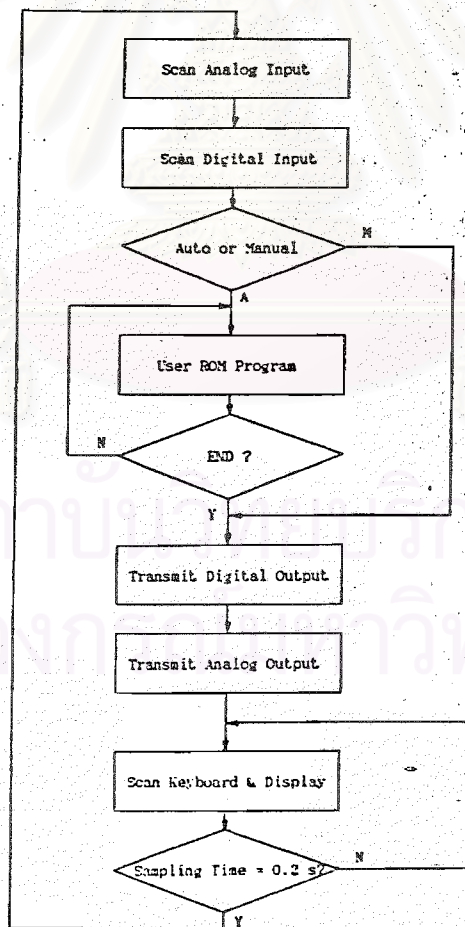 Scan Analog Input
Scan Digital Input
Auto or Manual
M
A
User ROM Program
END ?
N
Y
Transmit Digital Output
Transmit Analog Output
Scan Keyboard & Display
Sampling Time = 0.2 s?
N
Y